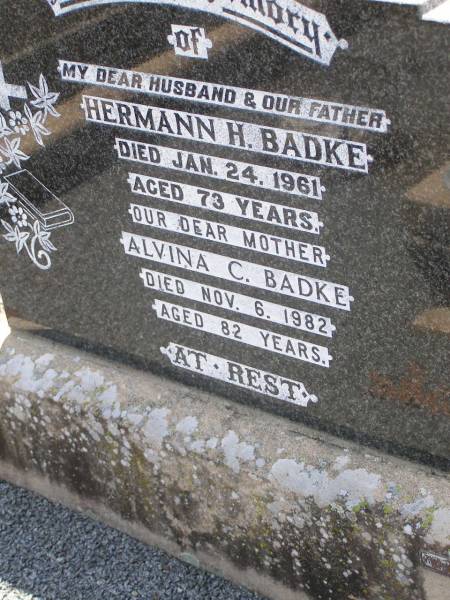 Memory
of
MY DEAR HUSBAND & OUR FATHER
HERMANN H. BADKE
DIED JAN. 24. 1961
AGED 73 YEARS.
OUR DEAR MOTHER
ALVINA C. BADKE
DIED NOV. 6. 1982
AGED 82 YEARS.
AT · REST